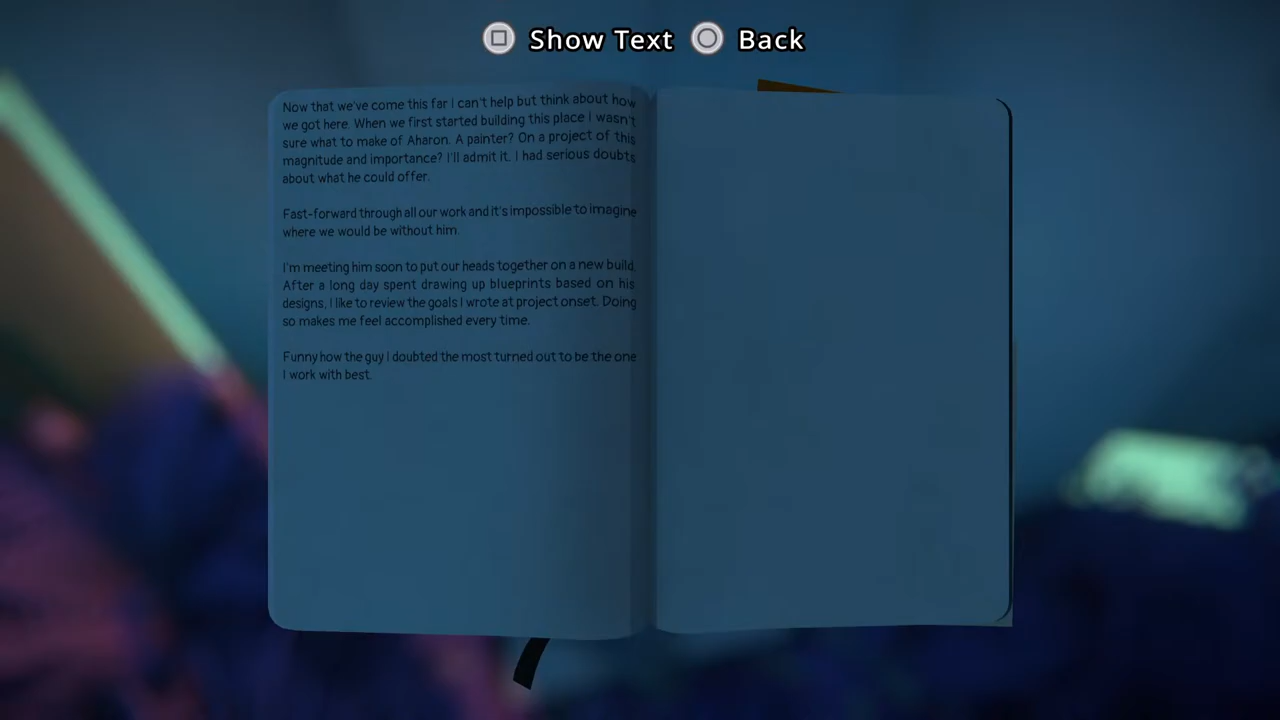 Show Text Back
Now that we've come this far I can't help but think about how
we got here. When we first started building this place I wasn't
sure what to make of Aharon. A painter? On a project of this
magnitude and importance? I'll admit it. I had serious doubts
about what he could offer.
Fast-forward through all our work and it's impossible to imagine
where we would be without him.
I'm meeting him soon to put our heads together on a new build.
After a long day spent drawing up blueprints based on his
designs, I like to review the goals I wrote at project onset. Doing
so makes me feel accomplished every time.
Funny how the guy I doubted the most turned out to be the one
I work with best.